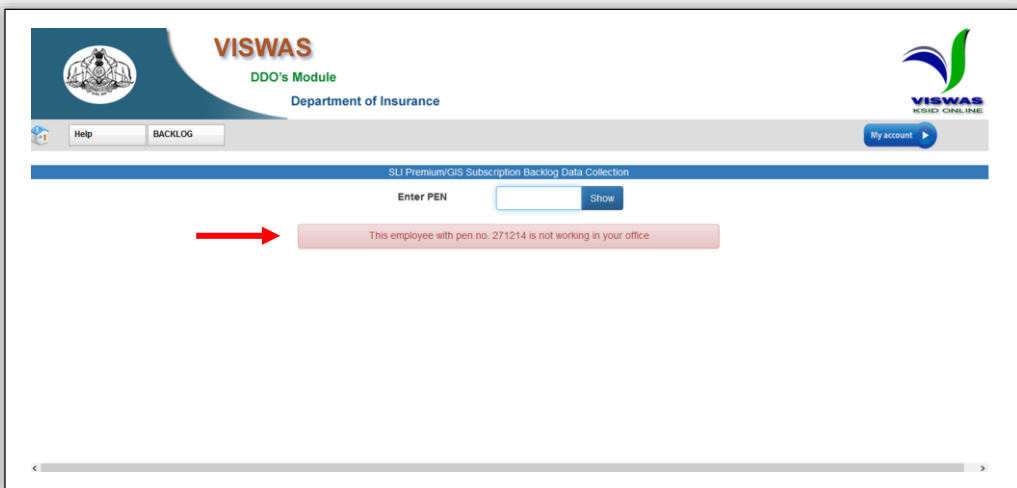 VISWAS
DDO's Module
Department of Insurance
VISWAS
KSID ONLINE
Help
BACKLOG
My account
SLI Premium/GIS Subscription Backlog Data Collection
Enter PEN
Show
This employee with pen no. 271214 is not working in your office